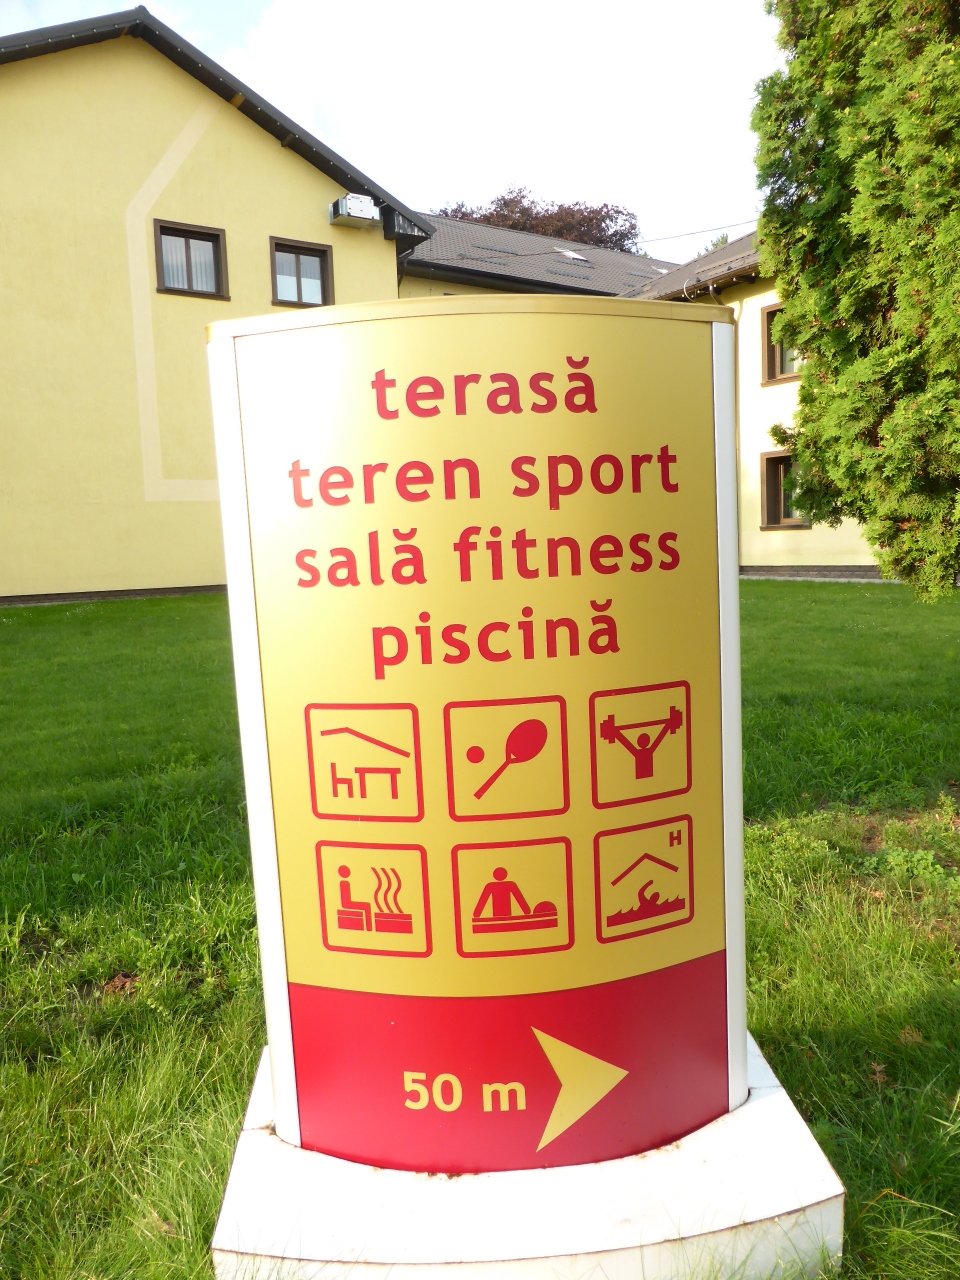 terasă
teren sport
sală fitness
piscină
H
50 m